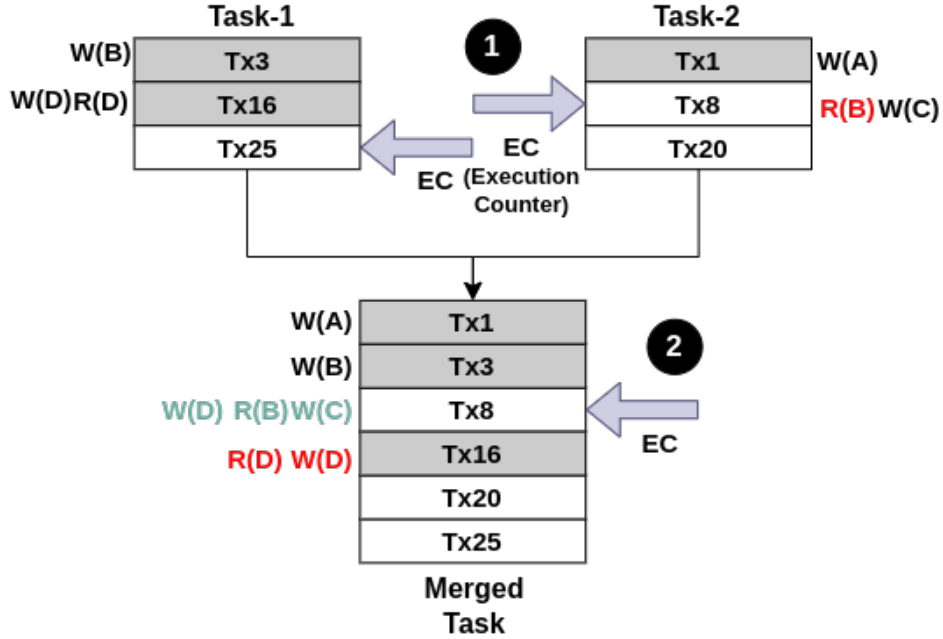 Task-1
Task-2
1
W(B)
Tx3
Tx1
W(A)
W(D)R(D)
Tx16
Tx8
R(B)W(C)
Tx25
Tx20
EC
EC
(Execution
Counter)
W(A)
Tx1
2
W(B)
Tx3
W(D) R(B)W(C)
Tx8
EC
R(D) W(D)
Tx16
Tx20
Tx25
Merged
Task